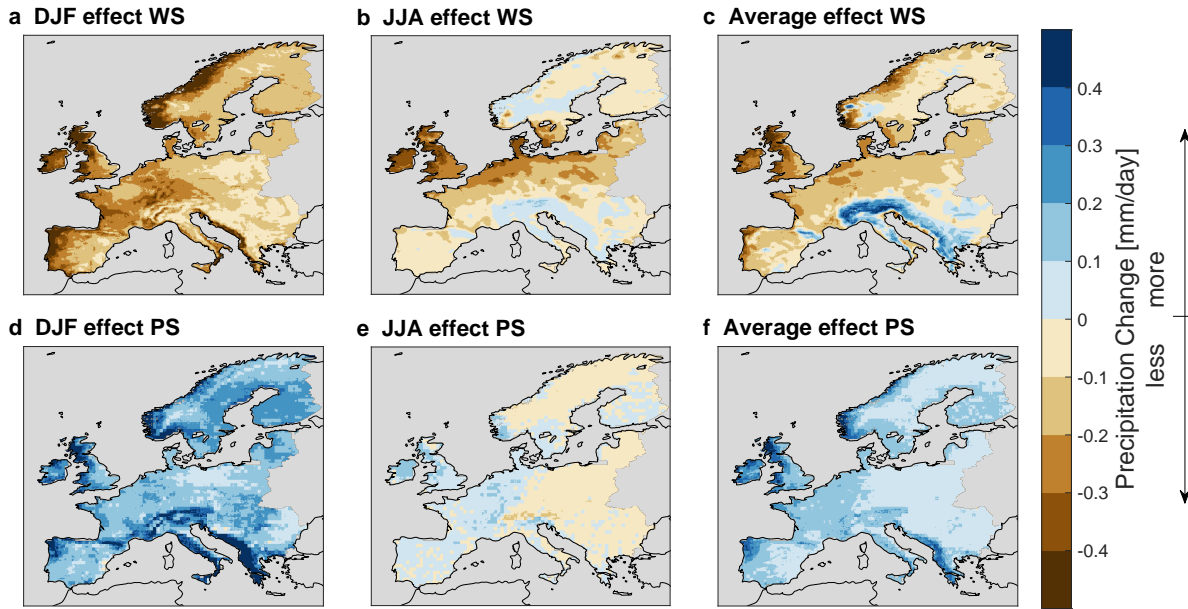 a DJF effect WS
b JJA effect WS
c Average effect WS
d DJF effect PS
e JJA effect PS
f Average effect PS
0.4
0.3
0.2
0.1
0
-0.1
-0.2
-0.3
-0.4
Precipitation Change [mm/day]
less more